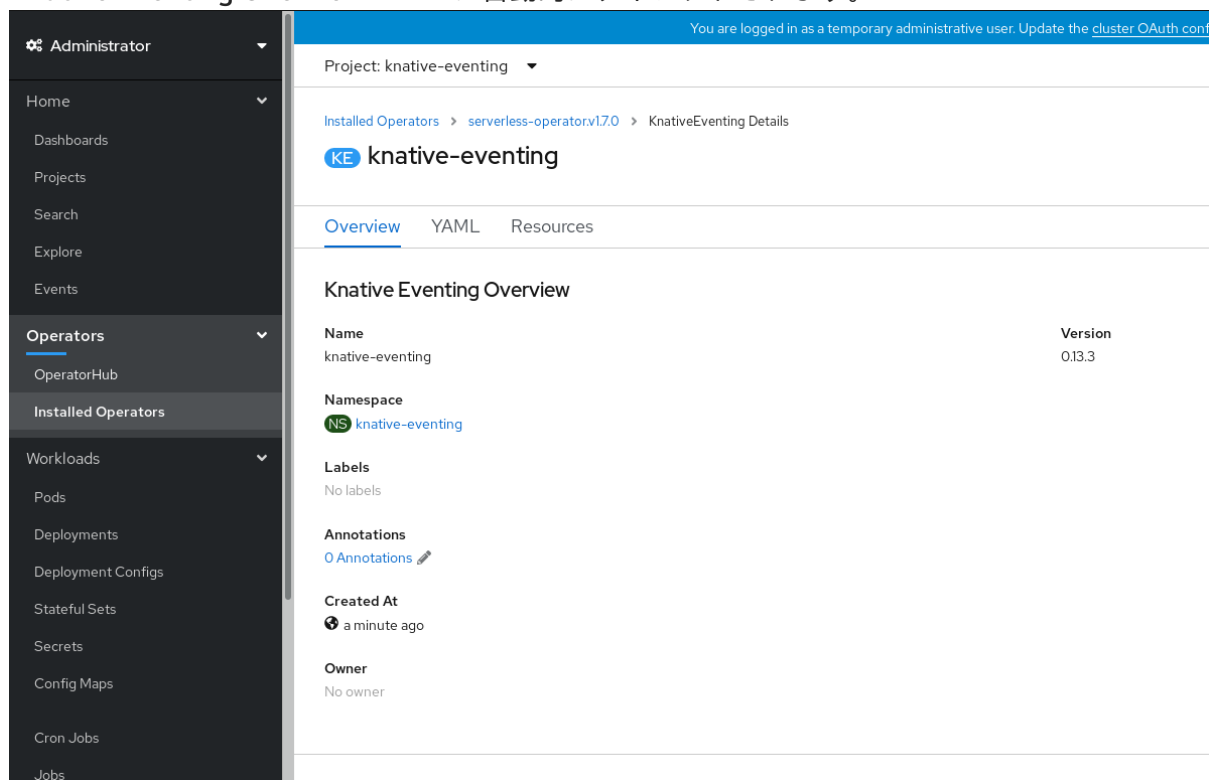 Administrator
You are logged in as a temporary administrative user. Update the cluster OAuth conf
Project: knative-eventing
Home
Dashboards
Projects
Search
Explore
Events
Operators
OperatorHub
Installed Operators
Workloads
Pods
Deployments
Deployment Configs
Stateful Sets
Secrets
Config Maps
Cron Jobs
Jobs
Installed Operators > serverless-operator.v1.7.0 > KnativeEventing Details
KE knative-eventing
Overview YAML Resources
Knative Eventing Overview
Name
knative-eventing
Version
0.13.3
Namespace
NS knative-eventing
Labels
No labels
Annotations
0 Annotations
Created At
a minute ago
Owner
No owner